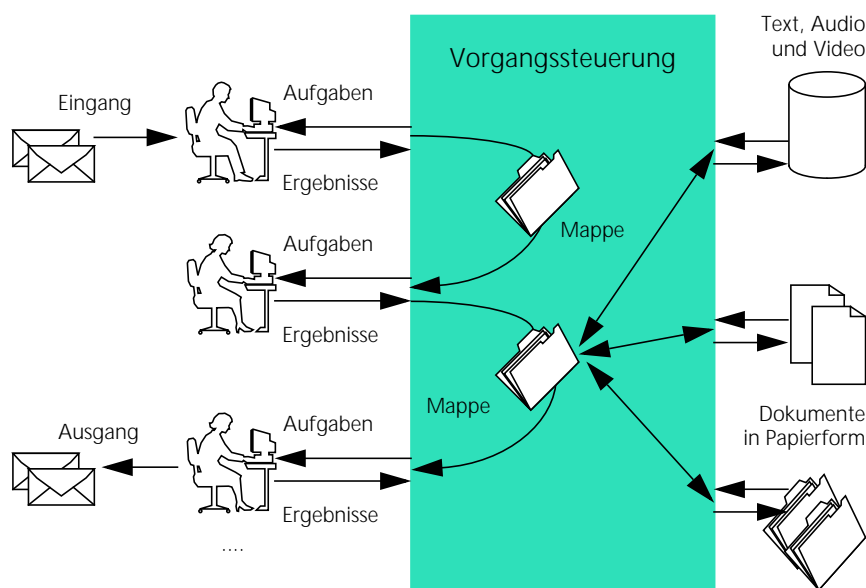 Text, Audio
und Video
Vorgangssteuerung
Eingang
Aufgaben
Ergebnisse
Mappe
Aufgaben
Ergebnisse
Mappe
Ausgang
Aufgaben
Ergebnisse
Dokumente
in Papierform
....